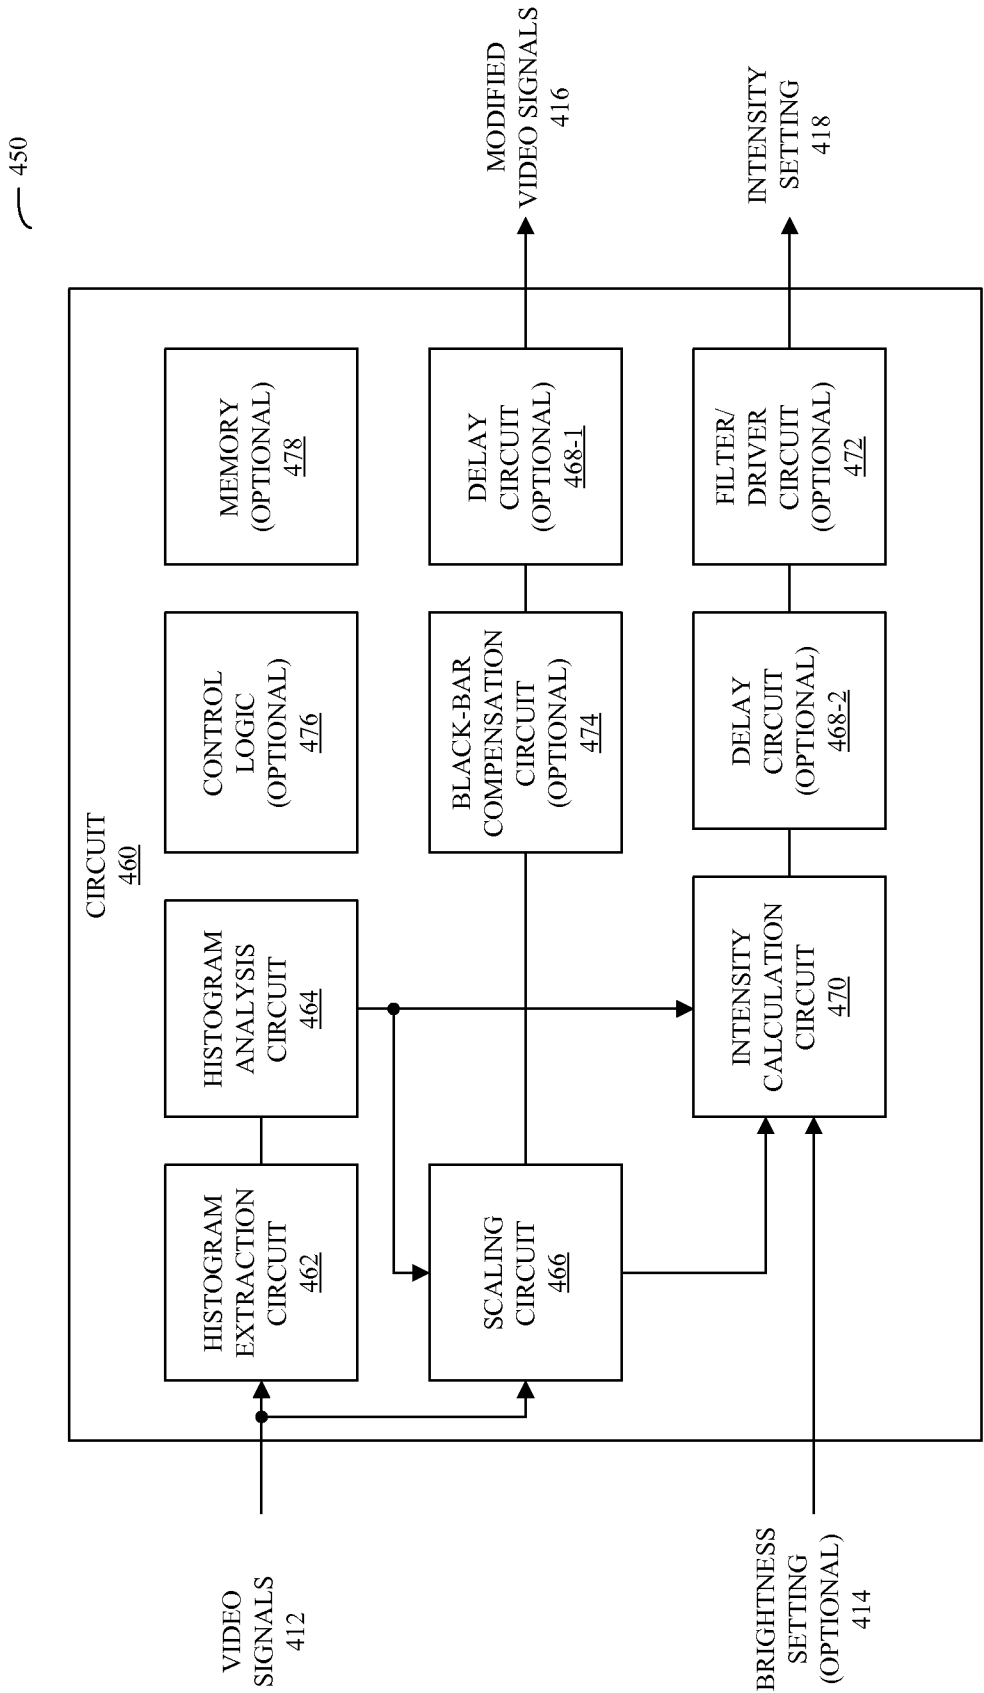 450
CIRCUIT
460
VIDEO
SIGNALS
412
HISTOGRAM
EXTRACTION
CIRCUIT
462
HISTOGRAM
ANALYSIS
CIRCUIT
464
CONTROL
LOGIC
(OPTIONAL)
476
MEMORY
(OPTIONAL)
478
SCALING
CIRCUIT
466
BLACK-BAR
COMPENSATION
CIRCUIT
(OPTIONAL)
474
DELAY
CIRCUIT
(OPTIONAL)
468-1
MODIFIED
VIDEO SIGNALS
416
BRIGHTNESS
SETTING
(OPTIONAL)
414
INTENSITY
CALCULATION
CIRCUIT
470
DELAY
CIRCUIT
(OPTIONAL)
468-2
FILTER/
DRIVER
CIRCUIT
(OPTIONAL)
472
INTENSITY
SETTING
418